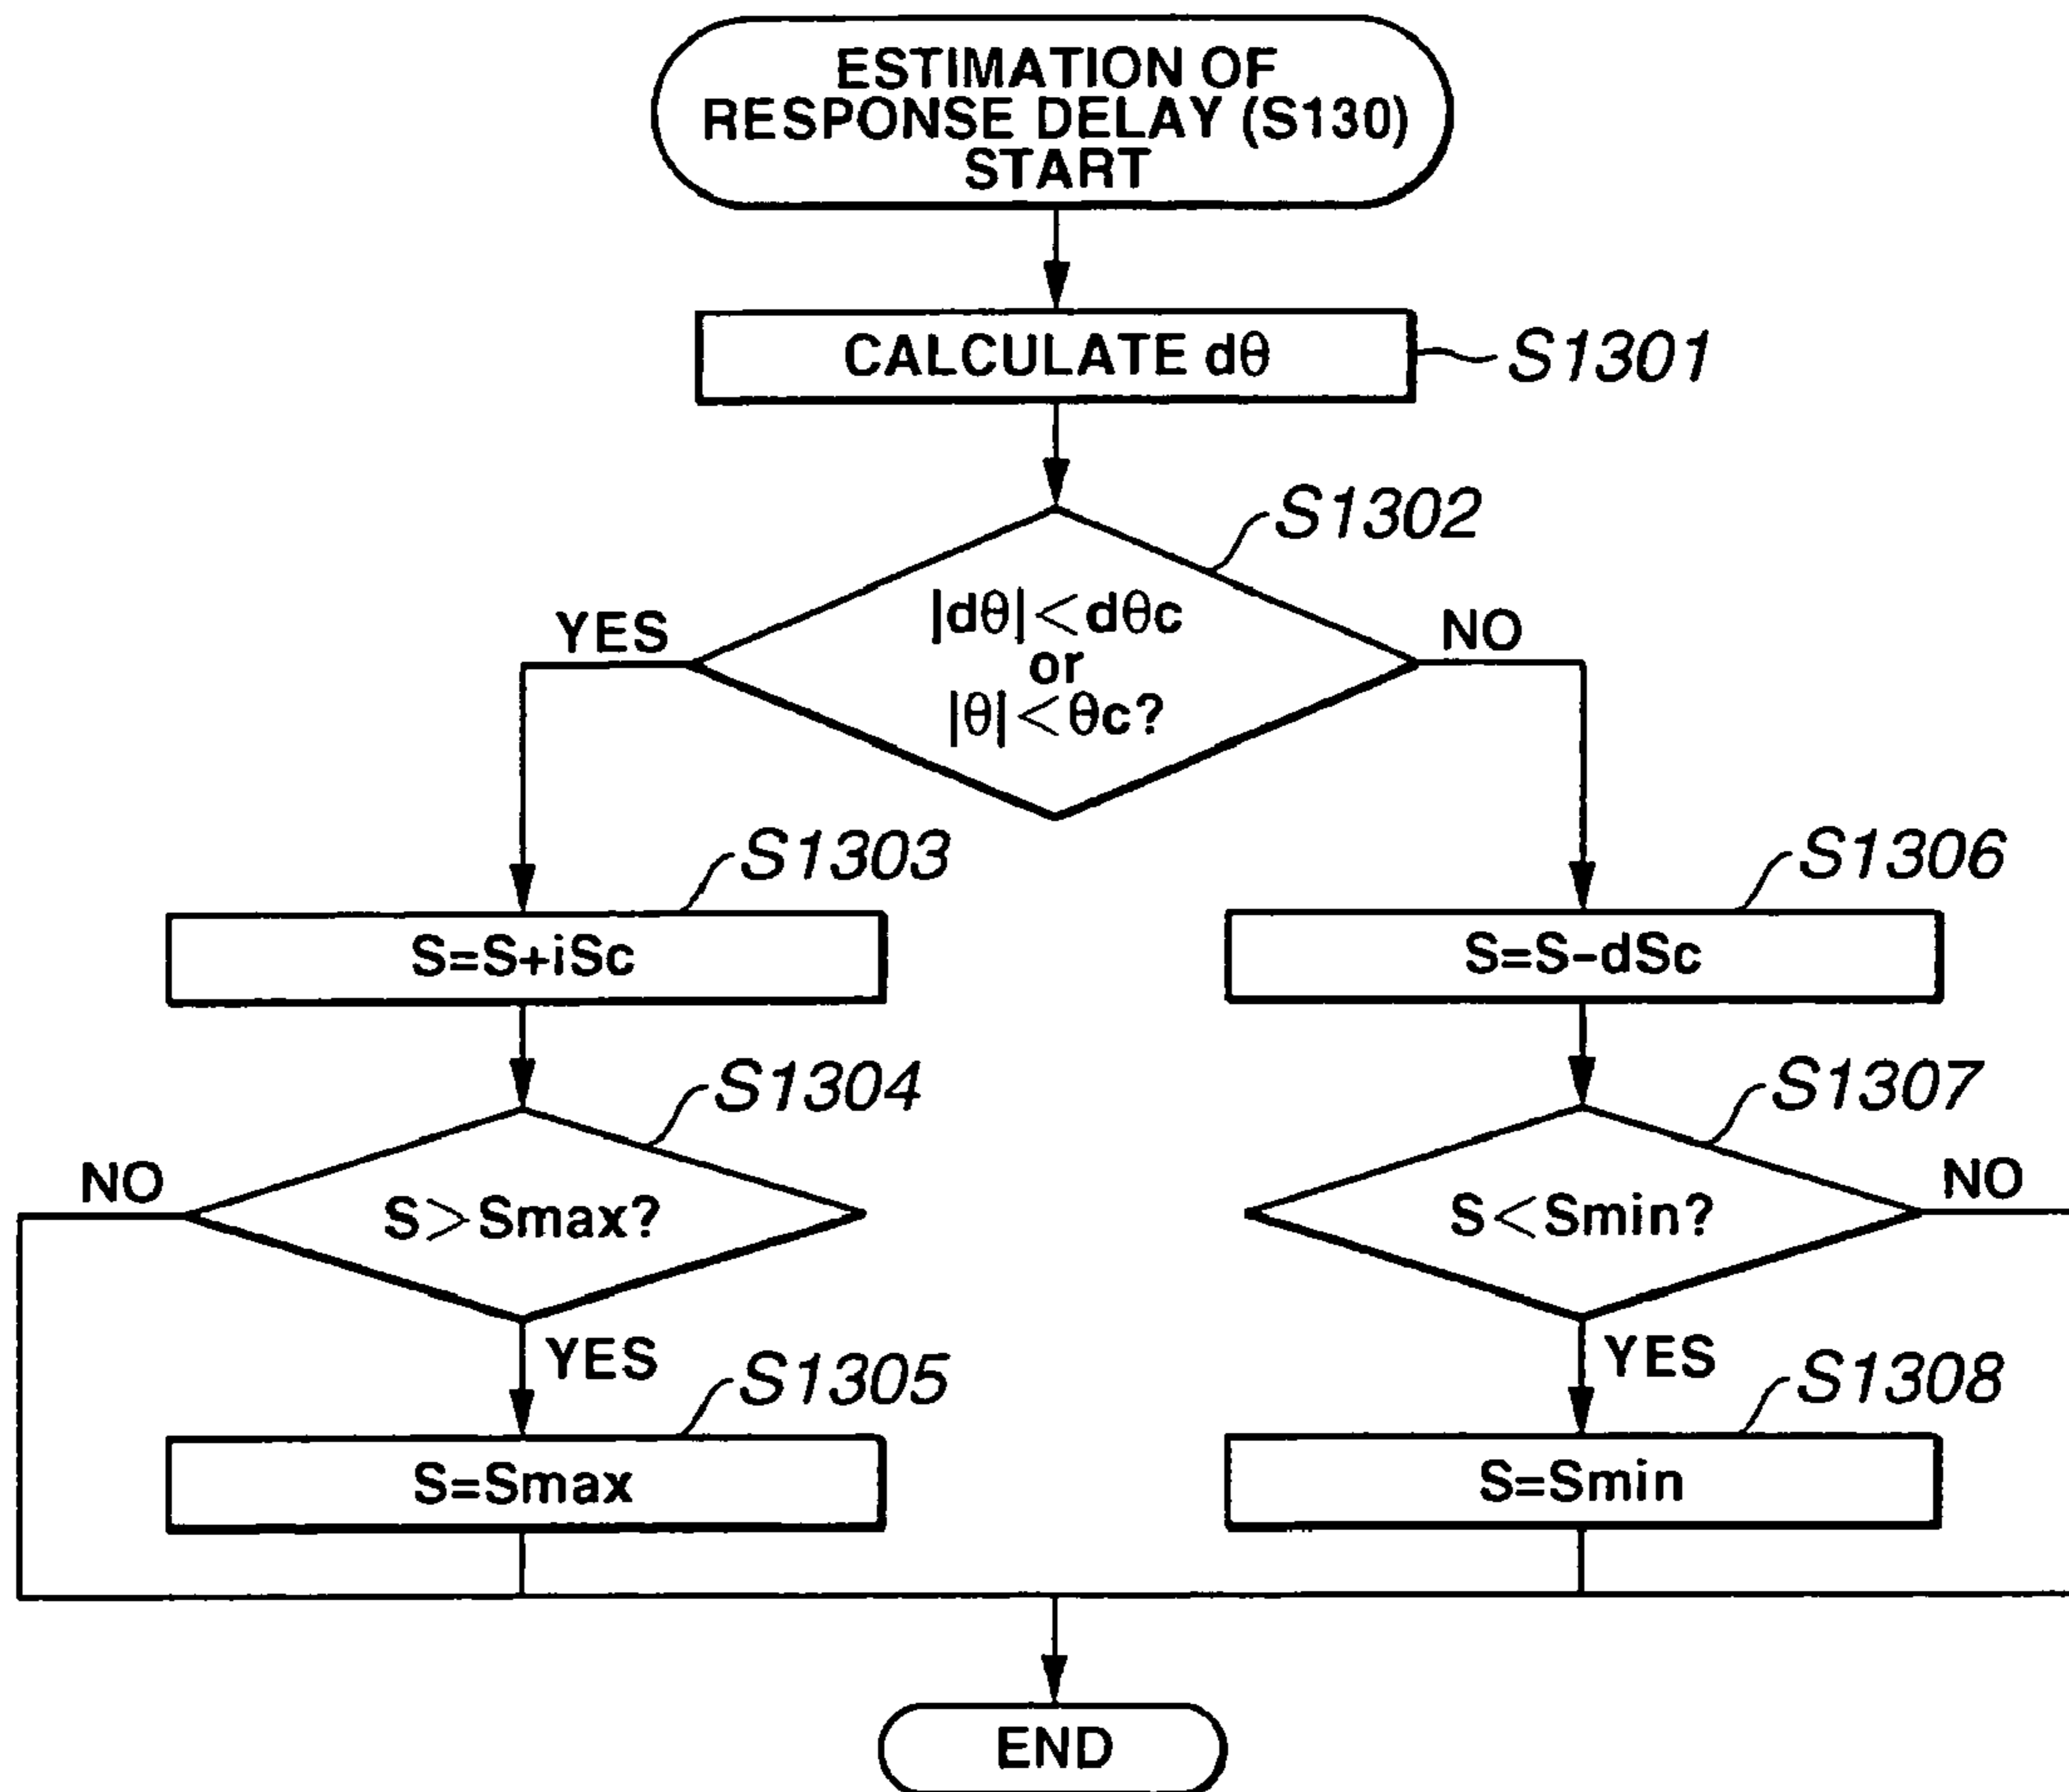 ESTIMATION OF
RESPONSE DELAY (S130)
START
CALCULATE dθ
S1301
S1302
|dθ|<dθc
or
|θ|<θc?
YES
NO
S1303
S1306
S=S+iSc
S=S-dSc
S1304
S1307
NO
S>Smax?
S<Smin?
NO
YES
S1305
YES
S1308
S=Smax
S=Smin
END